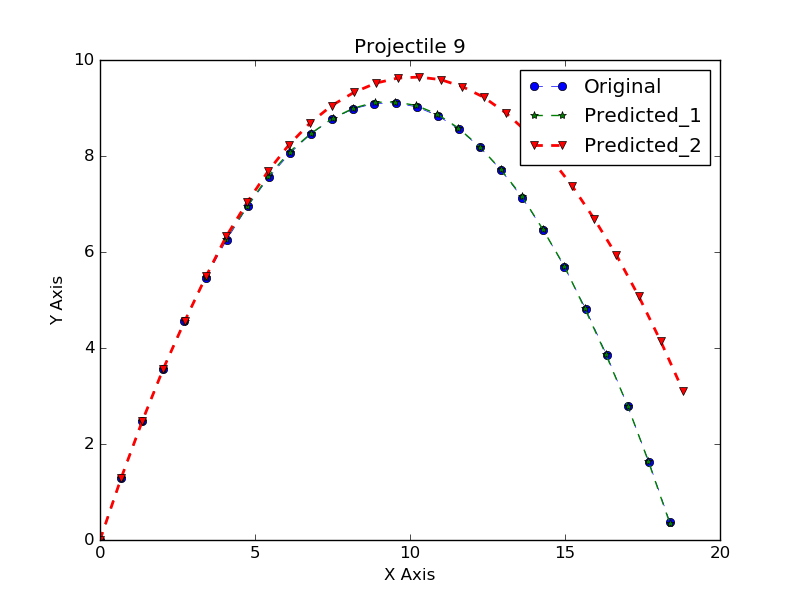 Projectile 9
Original
Predicted_1
Predicted_2
10
8
6
4
2
0
Y Axis
0 5 10 15 20
X Axis